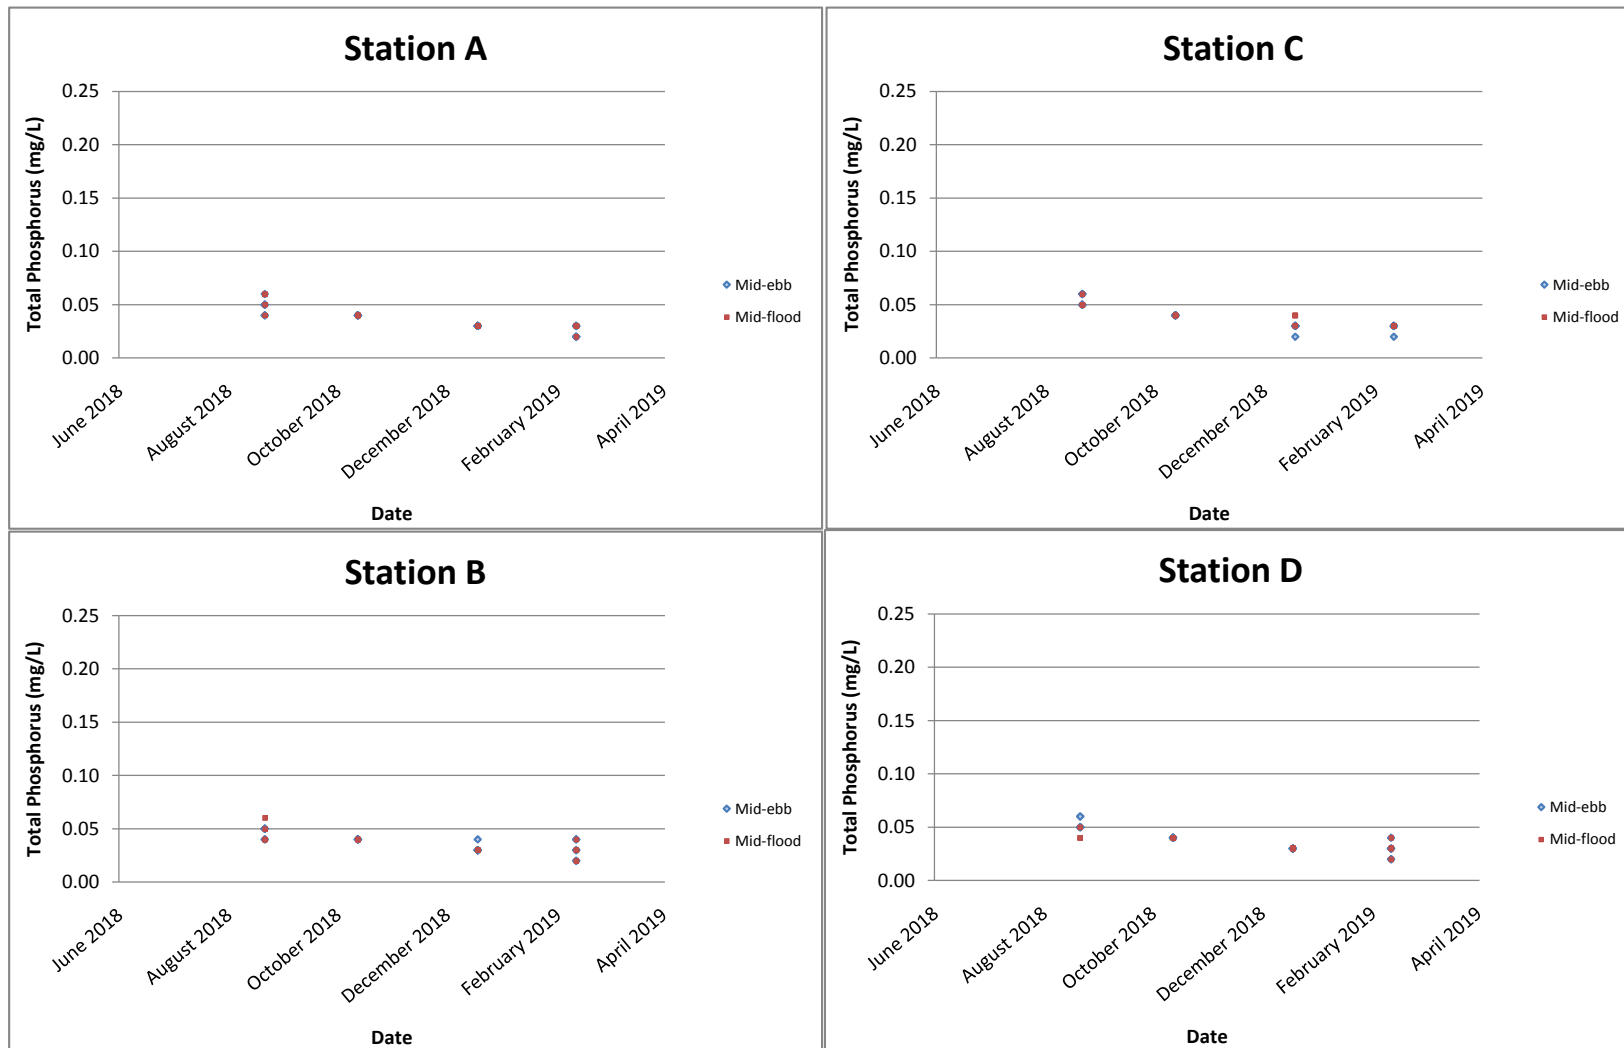 Station A
Total Phosphorus (mg/L)
0.25
0.20
0.15
0.10
0.05
0.00
June 2018
August 2018
October 2018
December 2018
February 2019
April 2019
Date
Mid-ebb
Mid-flood
Station C
Total Phosphorus (mg/L)
0.25
0.20
0.15
0.10
0.05
0.00
June 2018
August 2018
October 2018
December 2018
February 2019
April 2019
Date
Mid-ebb
Mid-flood
Station B
Total Phosphorus (mg/L)
0.25
0.20
0.15
0.10
0.05
0.00
June 2018
August 2018
October 2018
December 2018
February 2019
April 2019
Date
Mid-ebb
Mid-flood
Station D
Total Phosphorus (mg/L)
0.25
0.20
0.15
0.10
0.05
0.00
June 2018
August 2018
October 2018
December 2018
February 2019
April 2019
Date
Mid-ebb
Mid-flood